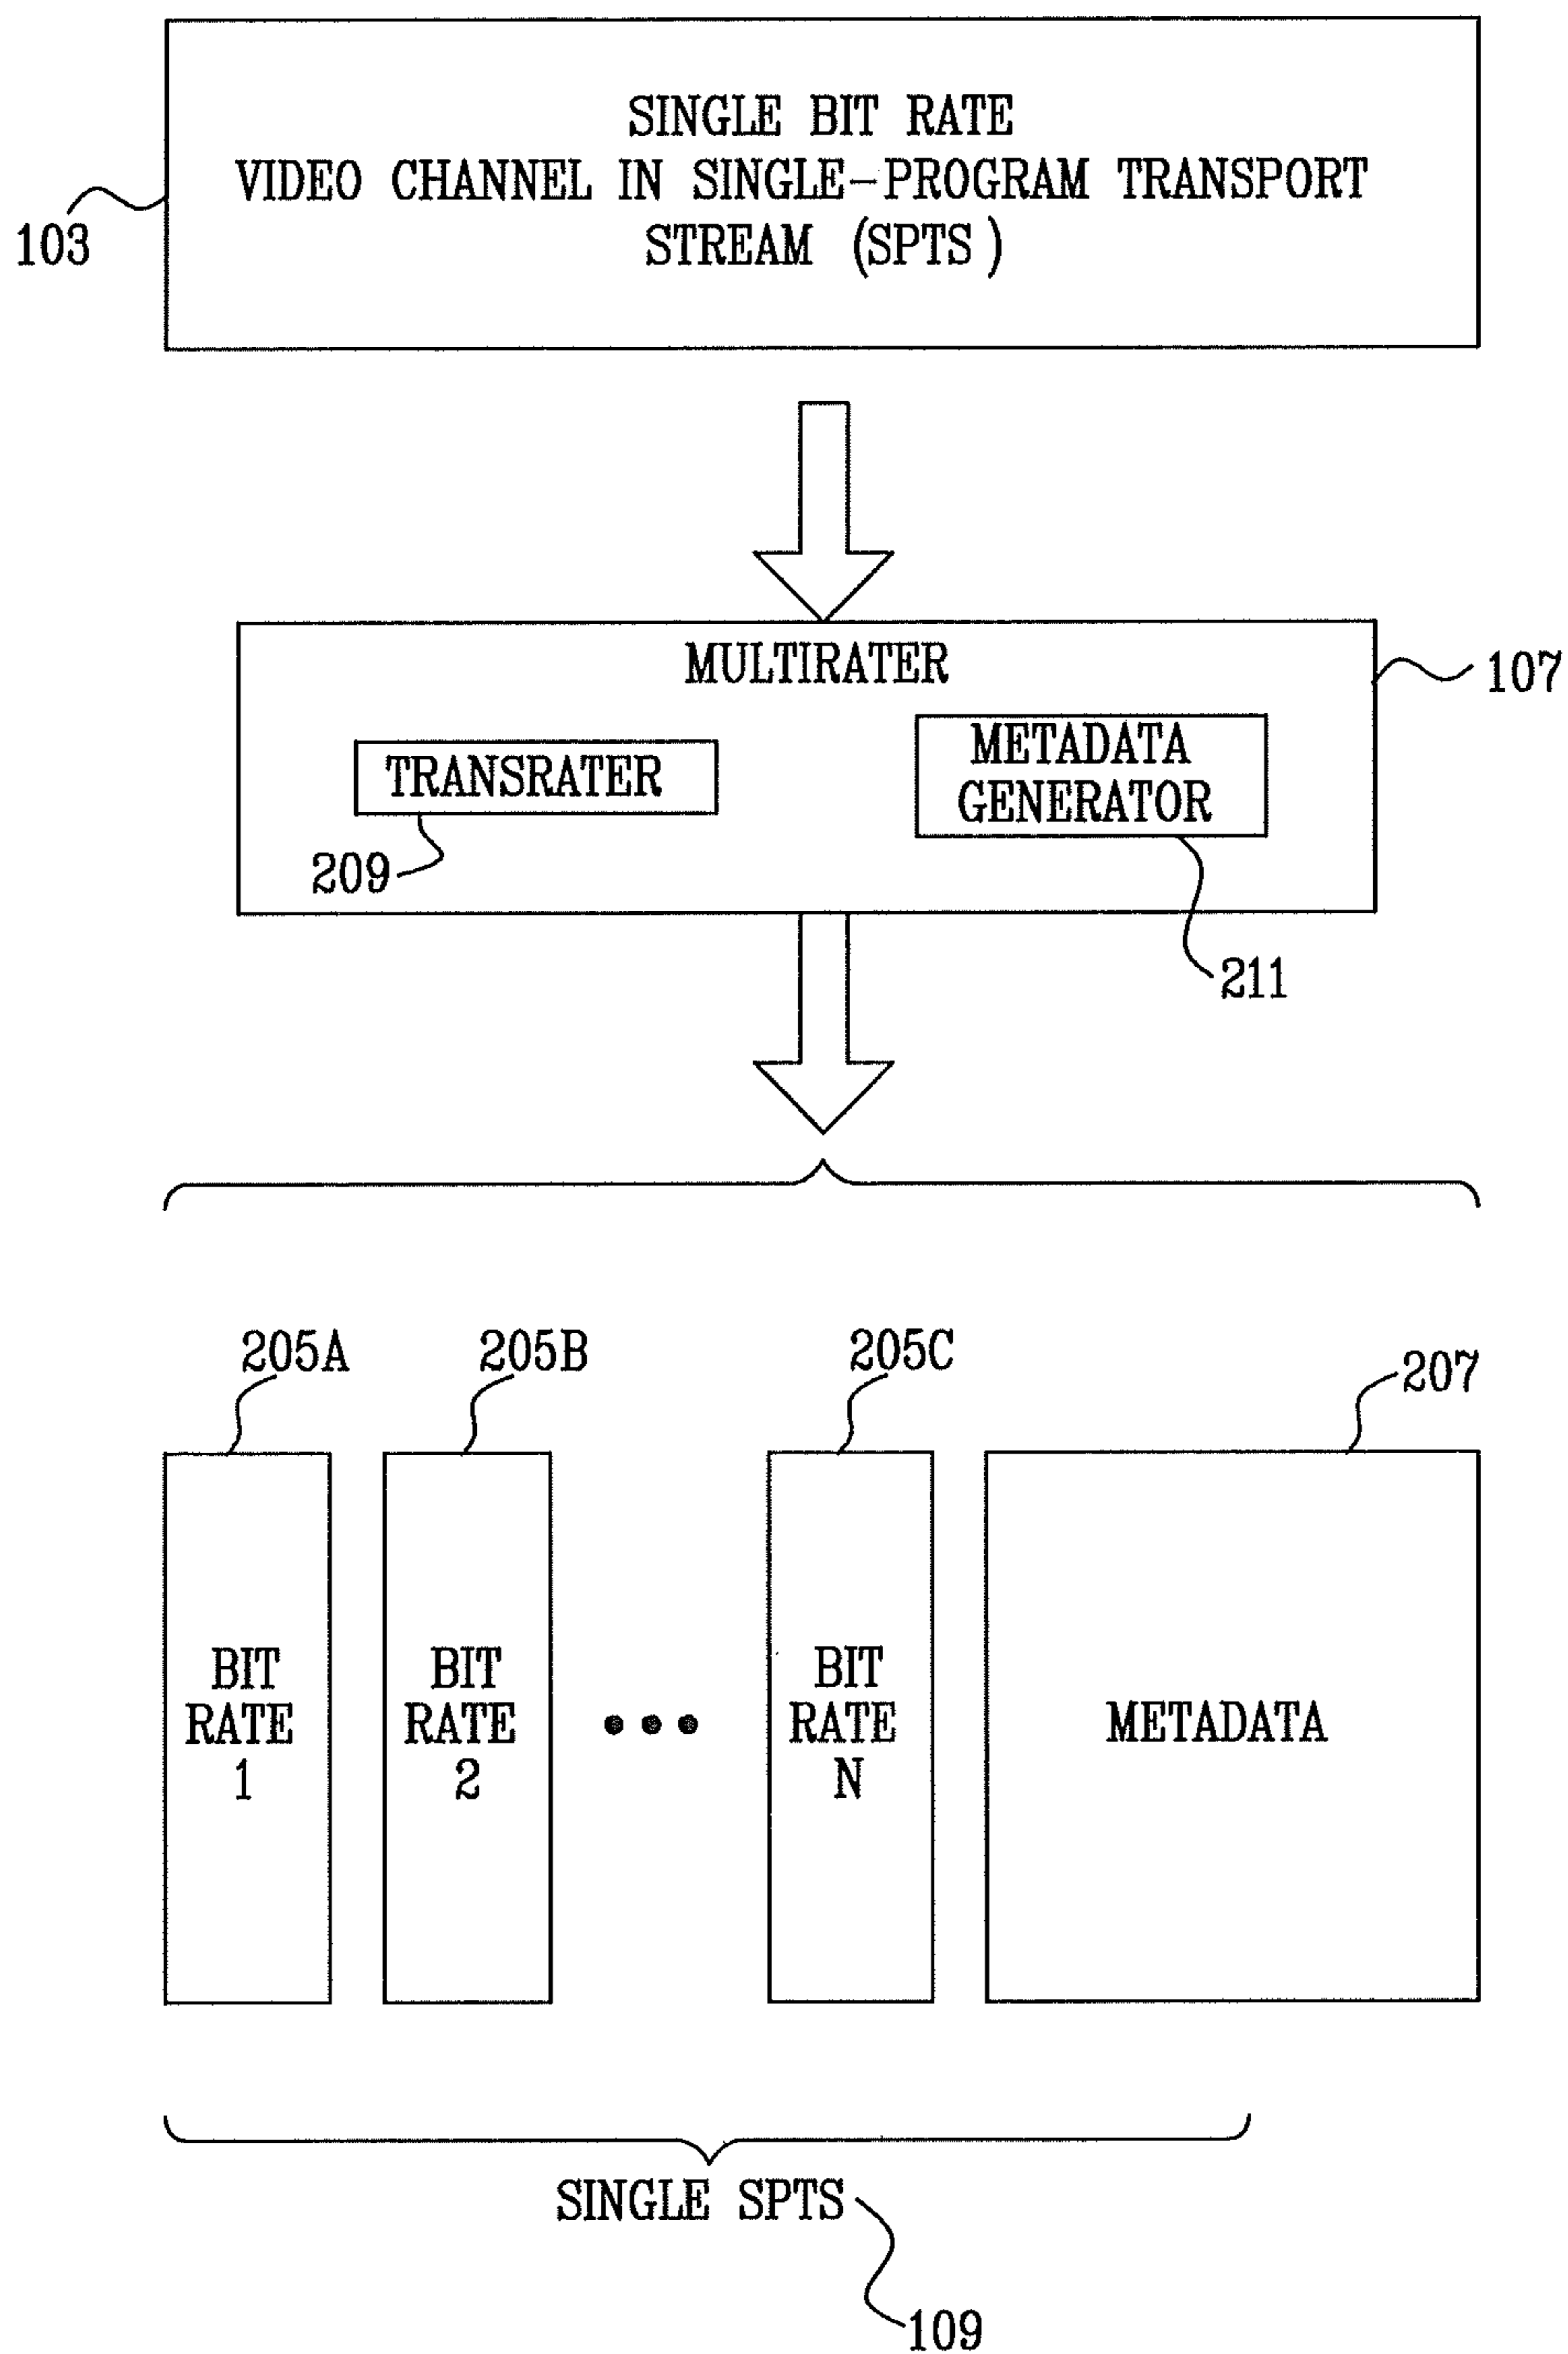 SINGLE BIT RATE
VIDEO CHANNEL IN SINGLE-PROGRAM TRANSPORT
STREAM (SPTS)
103
MULTIRATER
107
TRANSRATER
METADATA
GENERATOR
209
211
205A
205B
205C
207
BIT
RATE
1
BIT
RATE
2
BIT
RATE
N
METADATA
SINGLE SPTS
109